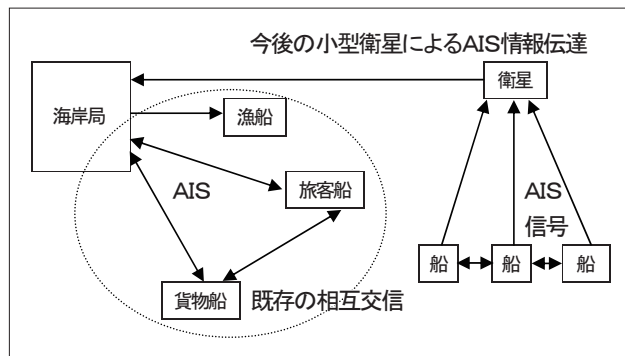 今後の小型衛星によるAIS情報伝達
衛星
海岸局
漁船
AIS
旅客船
AIS
信号
船
船
船
貨物船
既存の相互交信